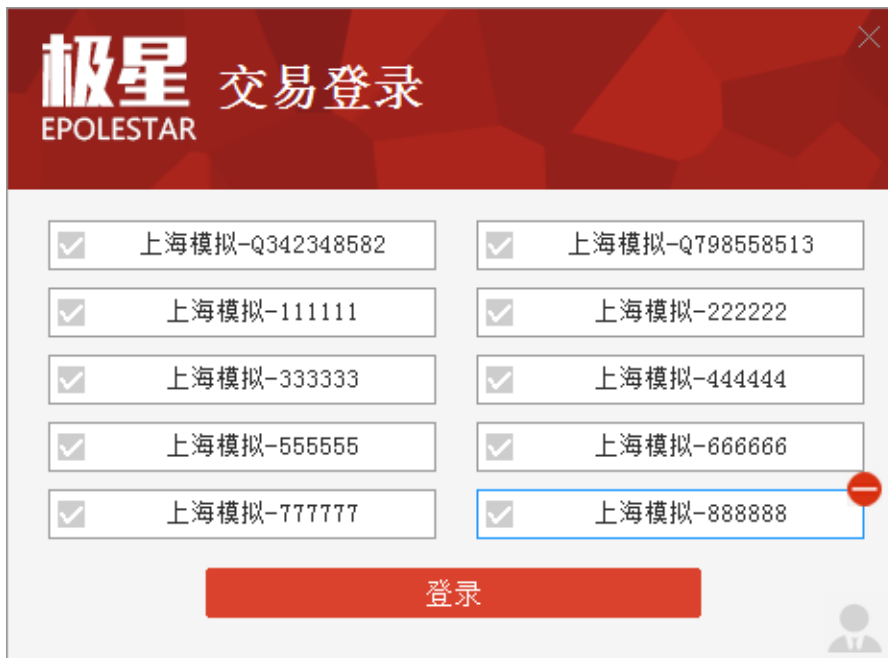 极星
EPOLESTAR
交易登录
上海模拟-Q342348582
上海模拟-Q798558513
上海模拟-111111
上海模拟-222222
上海模拟-333333
上海模拟-444444
上海模拟-555555
上海模拟-666666
上海模拟-777777
上海模拟-888888
登录